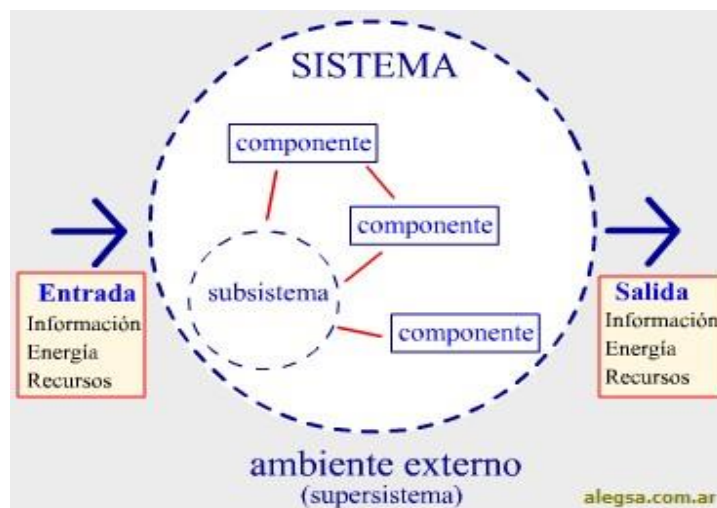 SISTEMA
componente
componente
subsistema
componente
Entrada
Información
Energía
Recursos
Salida
Información
Energía
Recursos
ambiente externo
(supersistema)
alegsa.com.ar